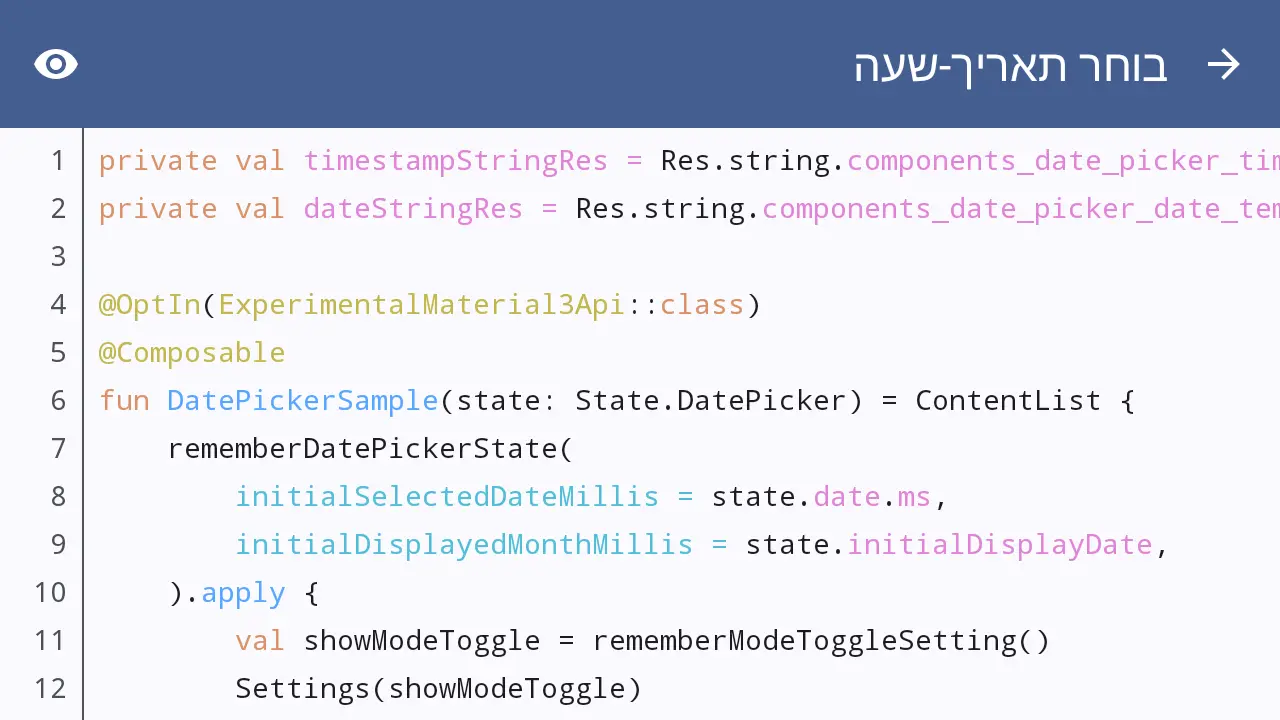 בוחר תאריך-שעה
1 private val timestampStringRes = Res.string.components_date_picker_tim
2 private val dateStringRes = Res.string.components_date_picker_date_tem
3
4 @OptIn(ExperimentalMaterial3Api::class)
5 @Composable
6 fun DatePickerSample(state: State.DatePicker) = ContentList {
7     rememberDatePickerState(
8         initialSelectedDateMillis = state.date.ms,
9         initialDisplayedMonthMillis = state.initialDisplayDate,
10     ).apply {
11         val showModeToggle = rememberModeToggleSetting()
12         Settings(showModeToggle)